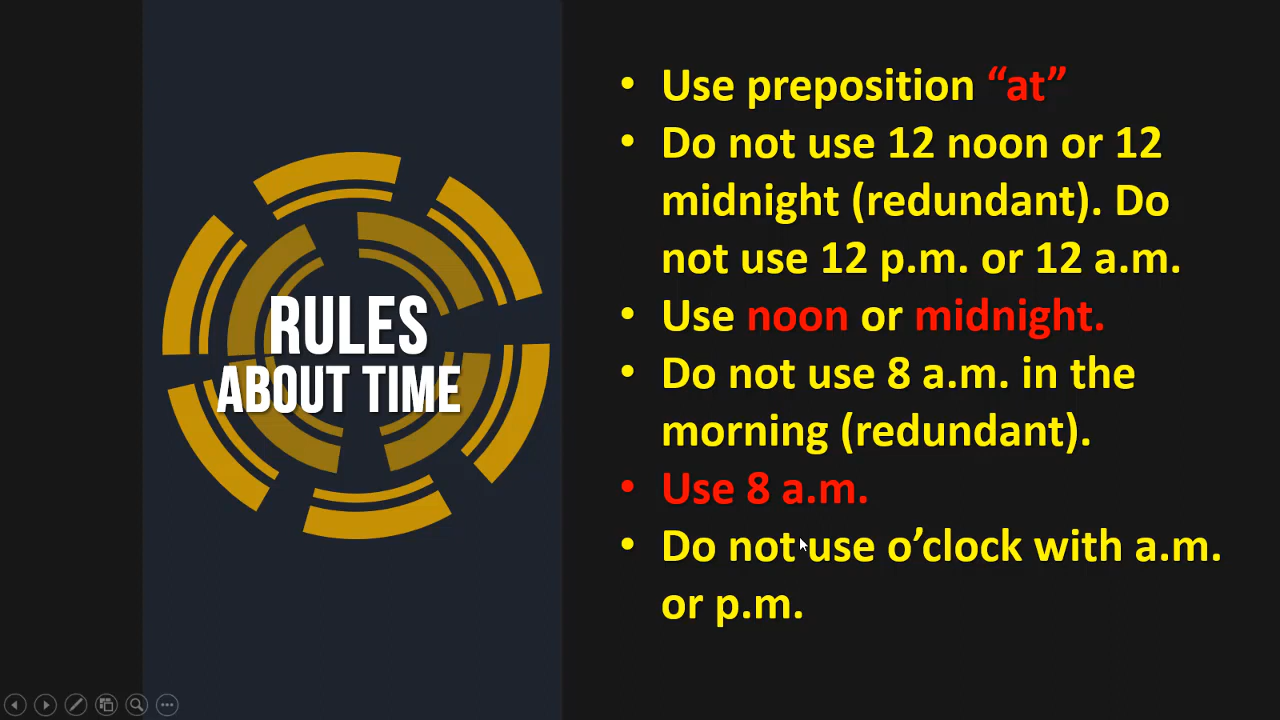 RULES
ABOUT TIME
• Use preposition “at”
• Do not use 12 noon or 12
midnight (redundant). Do
not use 12 p.m. or 12 a.m.
• Use noon or midnight.
• Do not use 8 a.m. in the
morning (redundant).
• Use 8 a.m.
• Do not use o’clock with a.m.
or p.m.